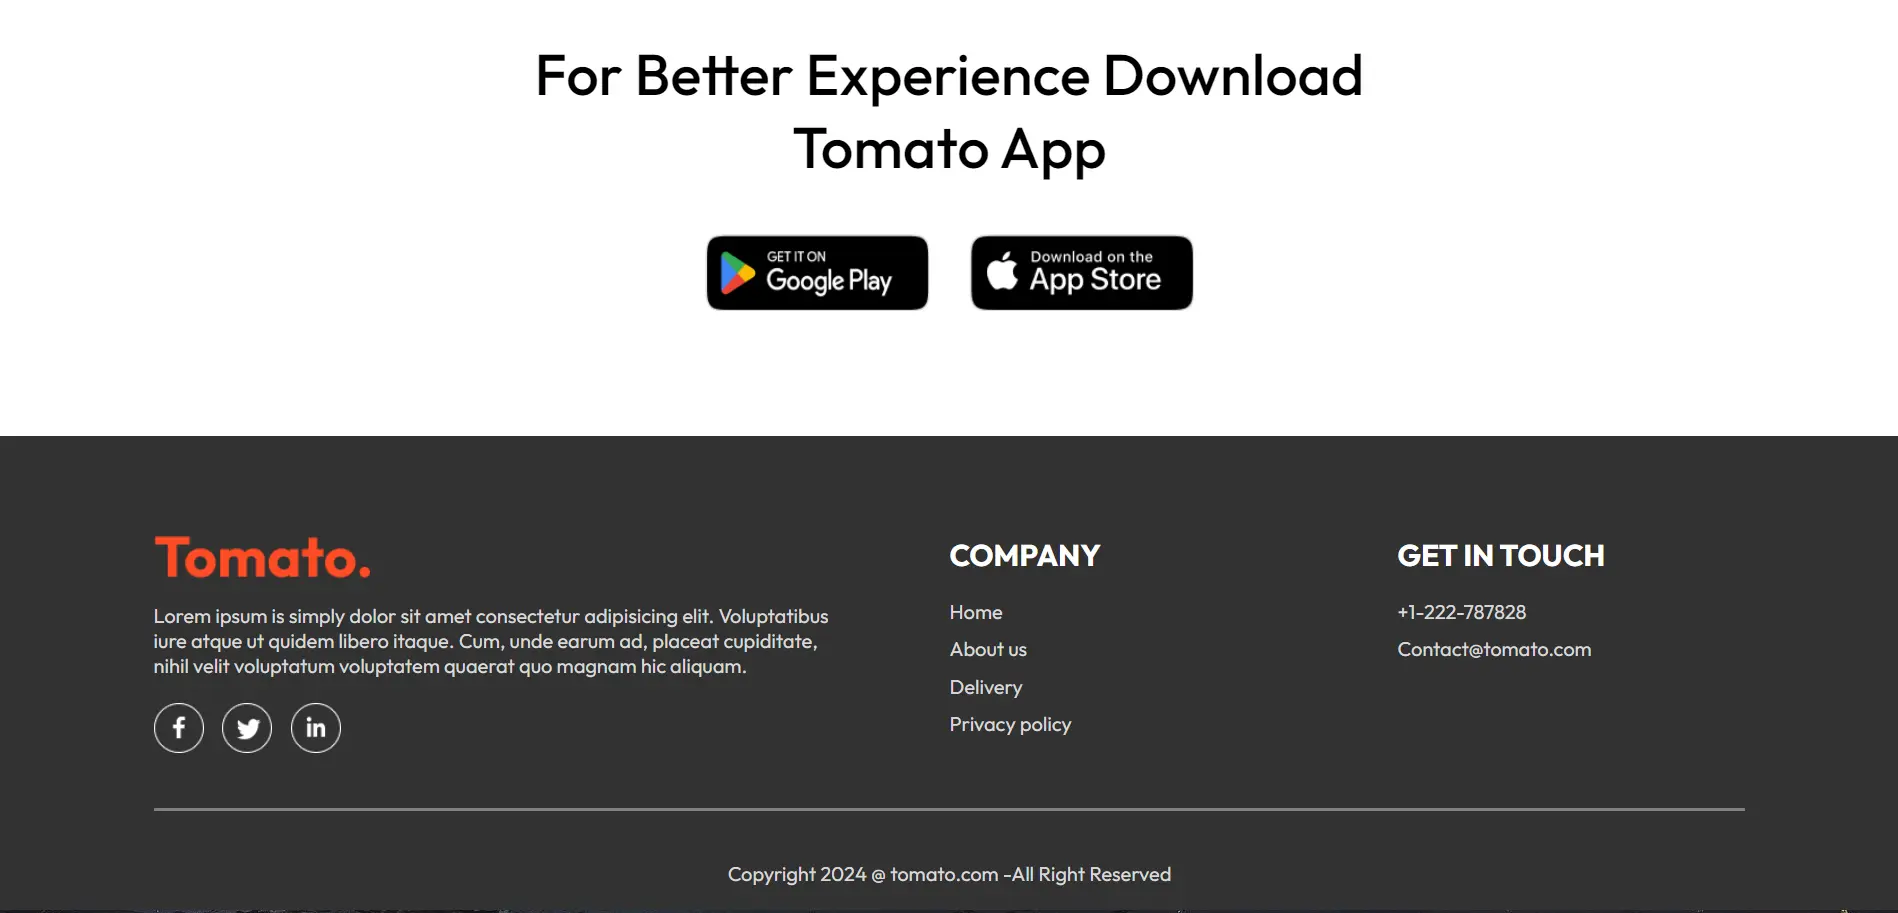 For Better Experience Download
Tomato App
GET IT ON
Google Play
Download on the
App Store
Tomato.
Lorem ipsum is simply dolor sit amet consectetur adipisicing elit. Voluptatibus
iure atque ut quidem libero itaque. Cum, unde earum ad, placeat cupiditate,
nihil velit voluptatum voluptatem quaerat quo magnam hic aliquam.
f
in
COMPANY
Home
About us
Delivery
Privacy policy
GET IN TOUCH
+1-222-787828
Contact@tomato.com
Copyright 2024 @ tomato.com -All Right Reserved